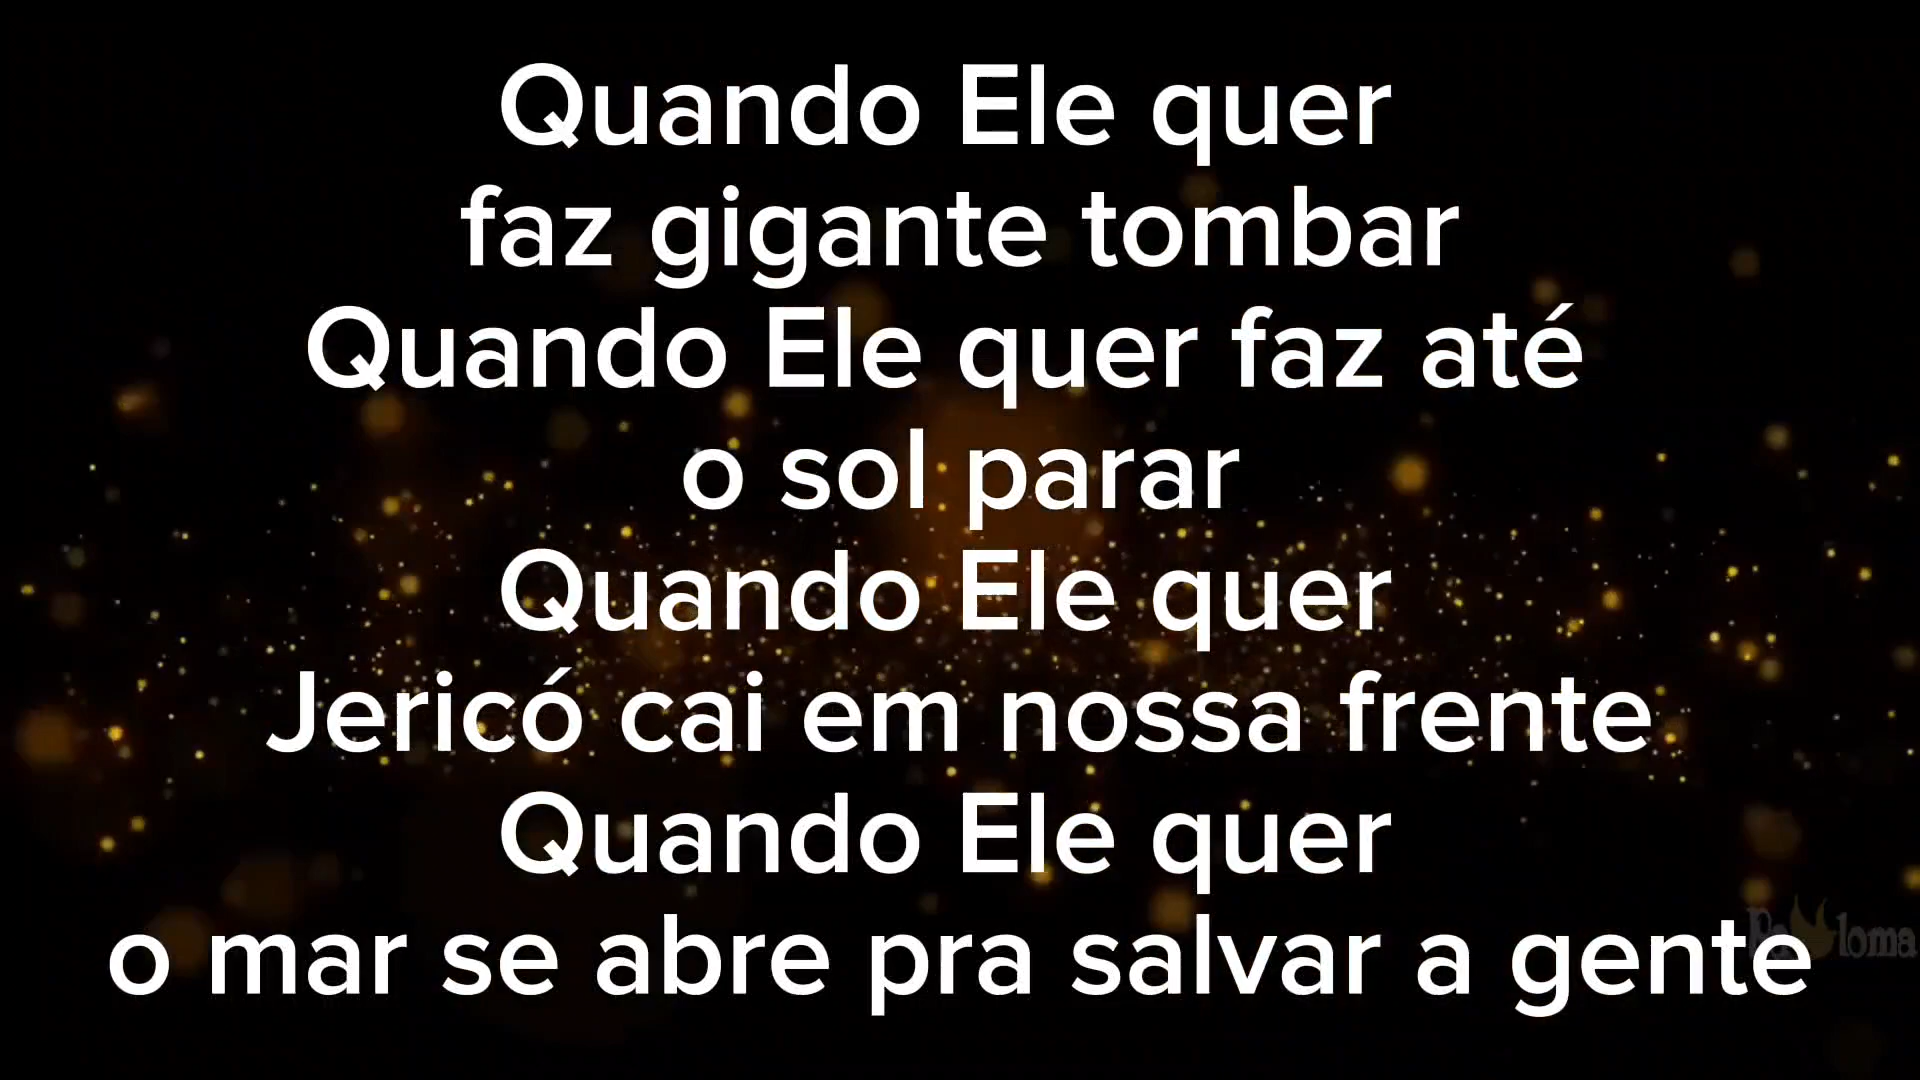 Quando Ele quer
faz gigante tombar
Quando Ele quer faz até
o sol parar
Quando Ele quer
Jericó cai em nossa frente
Quando Ele quer
o mar se abre pra salvar a gente
Paloma